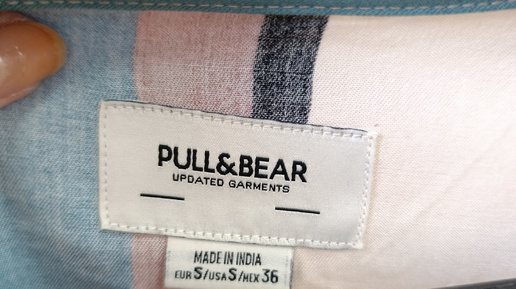 PULL&BEAR
UPDATED GARMENTS
MADE IN INDIA
EUR S/USA S/MEX 36